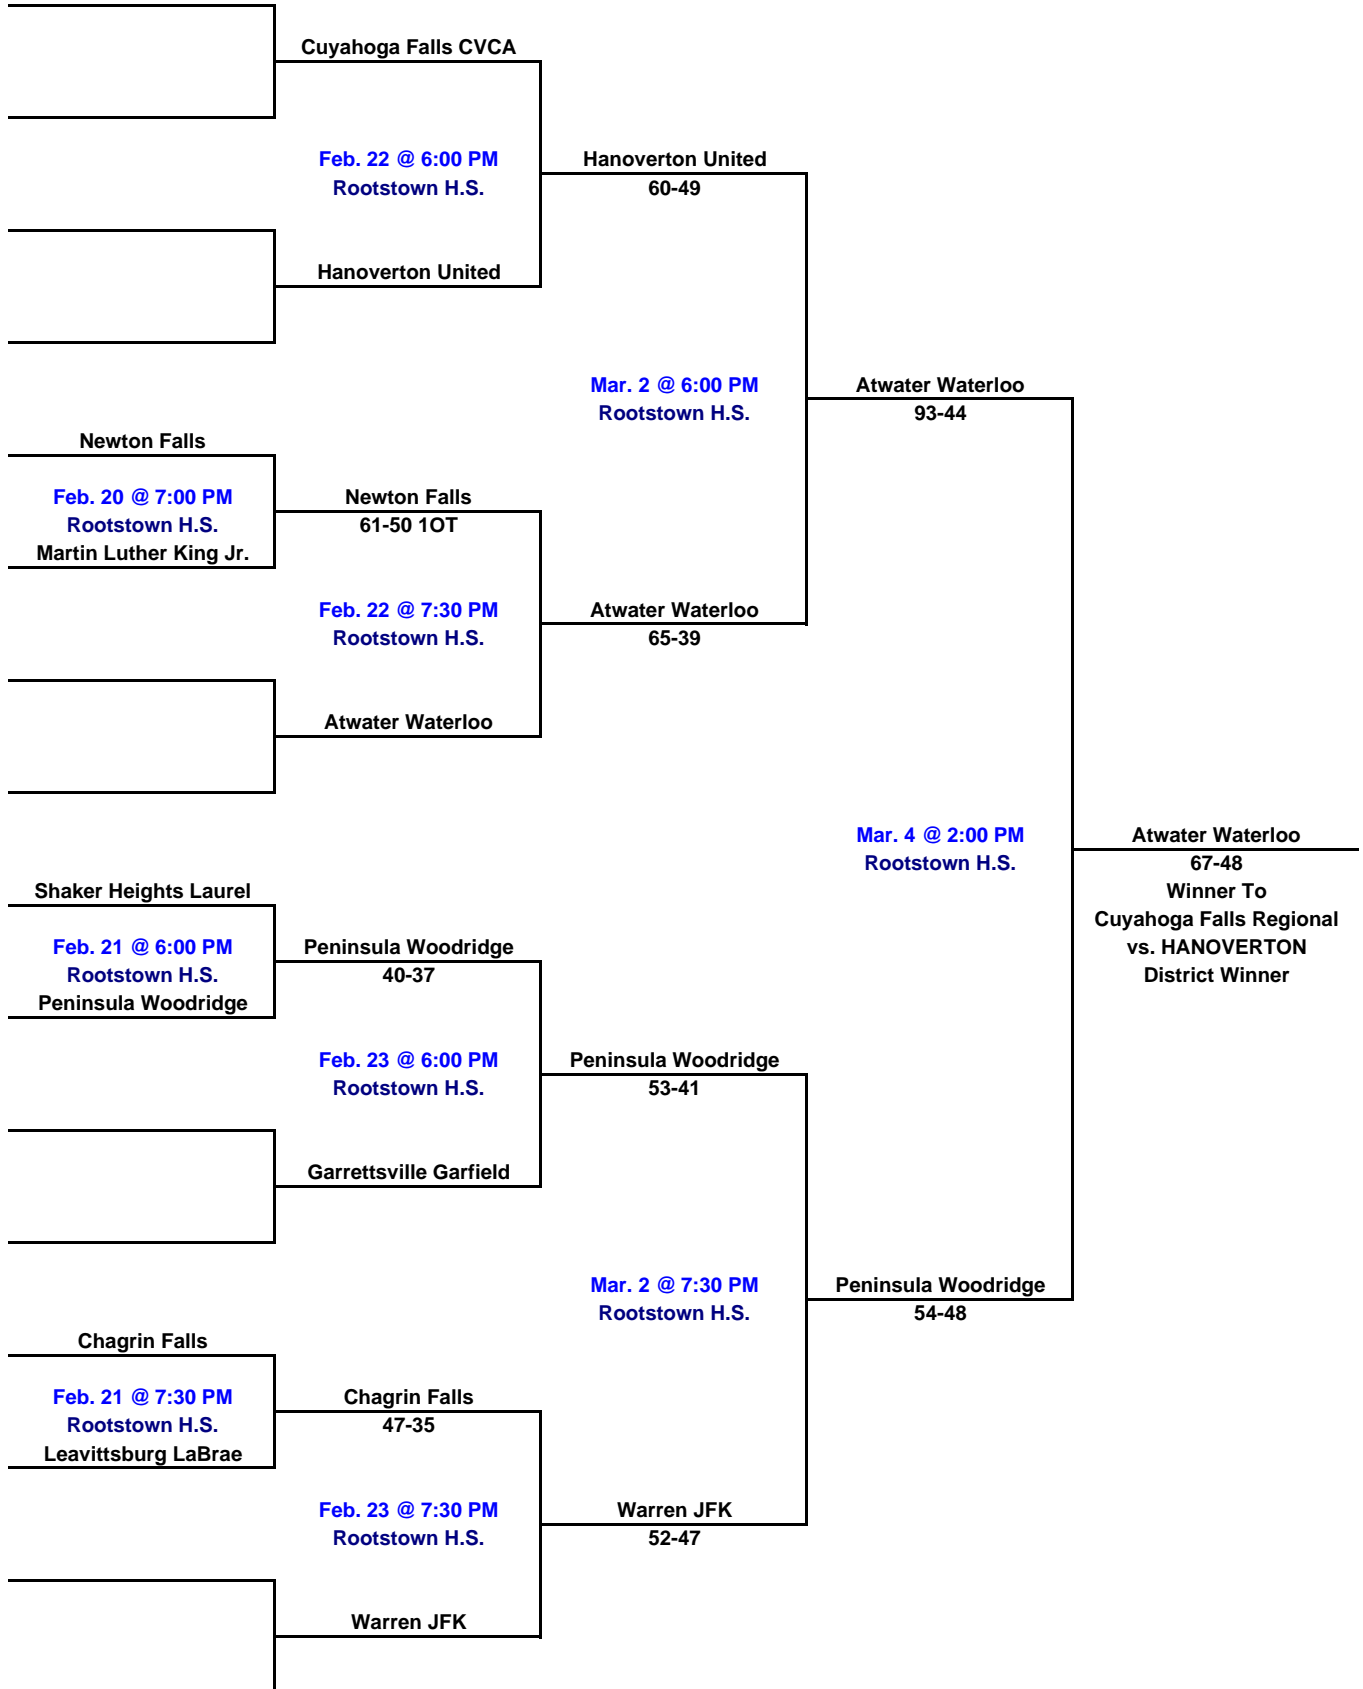 Cuyahoga Falls CVCA
Feb. 22 @ 6:00 PM
Rootstown H.S.
Hanoverton United
60-49
Hanoverton United
Mar. 2 @ 6:00 PM
Rootstown H.S.
Atwater Waterloo
93-44
Newton Falls
Feb. 20 @ 7:00 PM
Rootstown H.S.
Martin Luther King Jr.
Newton Falls
61-50 1OT
Feb. 22 @ 7:30 PM
Rootstown H.S.
Atwater Waterloo
65-39
Atwater Waterloo
Mar. 4 @ 2:00 PM
Rootstown H.S.
Atwater Waterloo
67-48
Winner To
Cuyahoga Falls Regional
vs. HANOVERTON
District Winner
Shaker Heights Laurel
Feb. 21 @ 6:00 PM
Rootstown H.S.
Peninsula Woodridge
Peninsula Woodridge
40-37
Feb. 23 @ 6:00 PM
Rootstown H.S.
Peninsula Woodridge
53-41
Garrettsville Garfield
Mar. 2 @ 7:30 PM
Rootstown H.S.
Peninsula Woodridge
54-48
Chagrin Falls
Feb. 21 @ 7:30 PM
Rootstown H.S.
Leavittsburg LaBrae
Chagrin Falls
47-35
Feb. 23 @ 7:30 PM
Rootstown H.S.
Warren JFK
52-47
Warren JFK